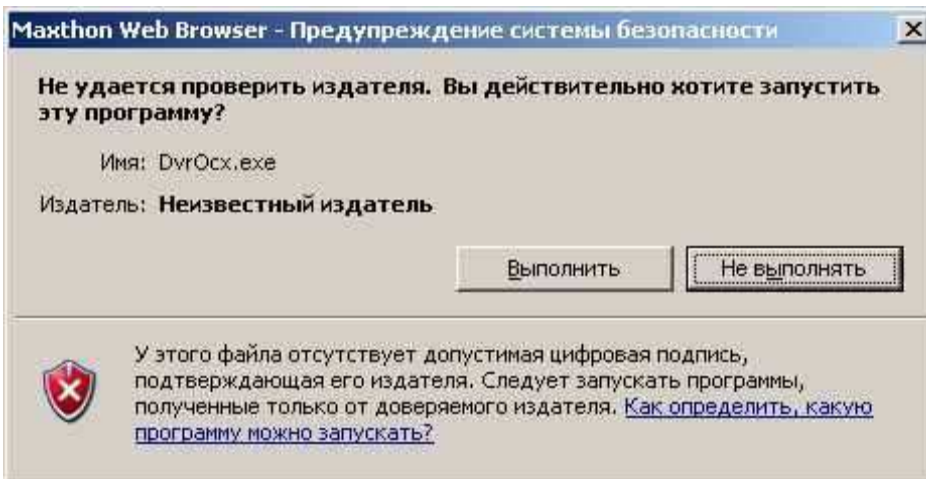 Maxthon Web Browser - Предупреждение системы безопасности
Не удается проверить издателя. Вы действительно хотите запустить
эту программу?
Имя: DvrOcx.exe
Издатель: Неизвестный издатель
Выполнить Не выполнять
У этого файла отсутствует допустимая цифровая подпись,
подтверждающая его издателя. Следует запускать программы,
полученные только от доверяемого издателя. Как определить, какую
программу можно запускать?